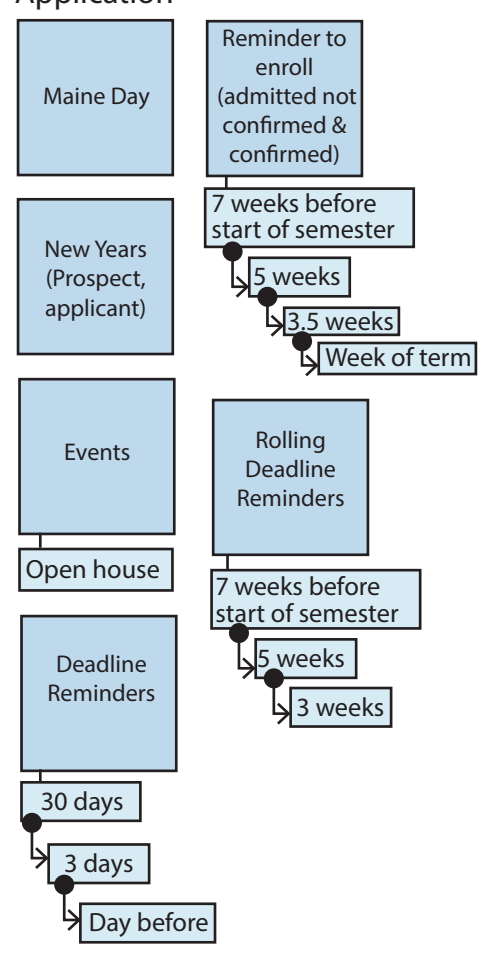 Application
Maine Day
New Years
(Prospect,
applicant)
Events
Open house
Deadline
Reminders
30 days
3 days
Day before
Reminder to
enroll
(admitted not
confirmed &
confirmed)
7 weeks before
start of semester
5 weeks
3.5 weeks
Week of term
Rolling
Deadline
Reminders
7 weeks before
start of semester
5 weeks
3 weeks